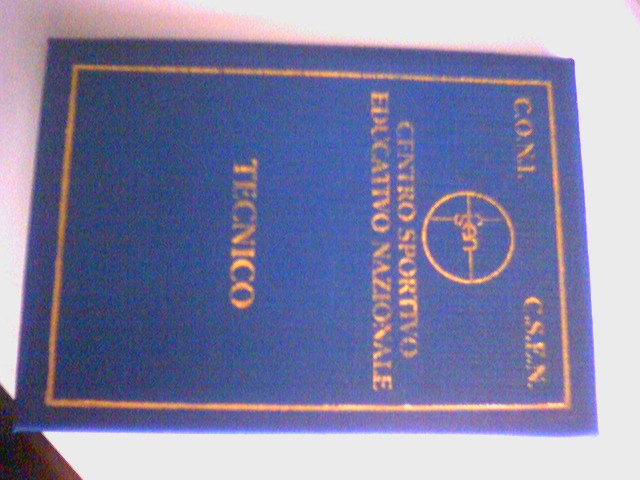 C.O.N.I. C.S.E.N.
csen
CENTRO SPORTIVO
EDUCATIVO NAZIONALE
TECNICO